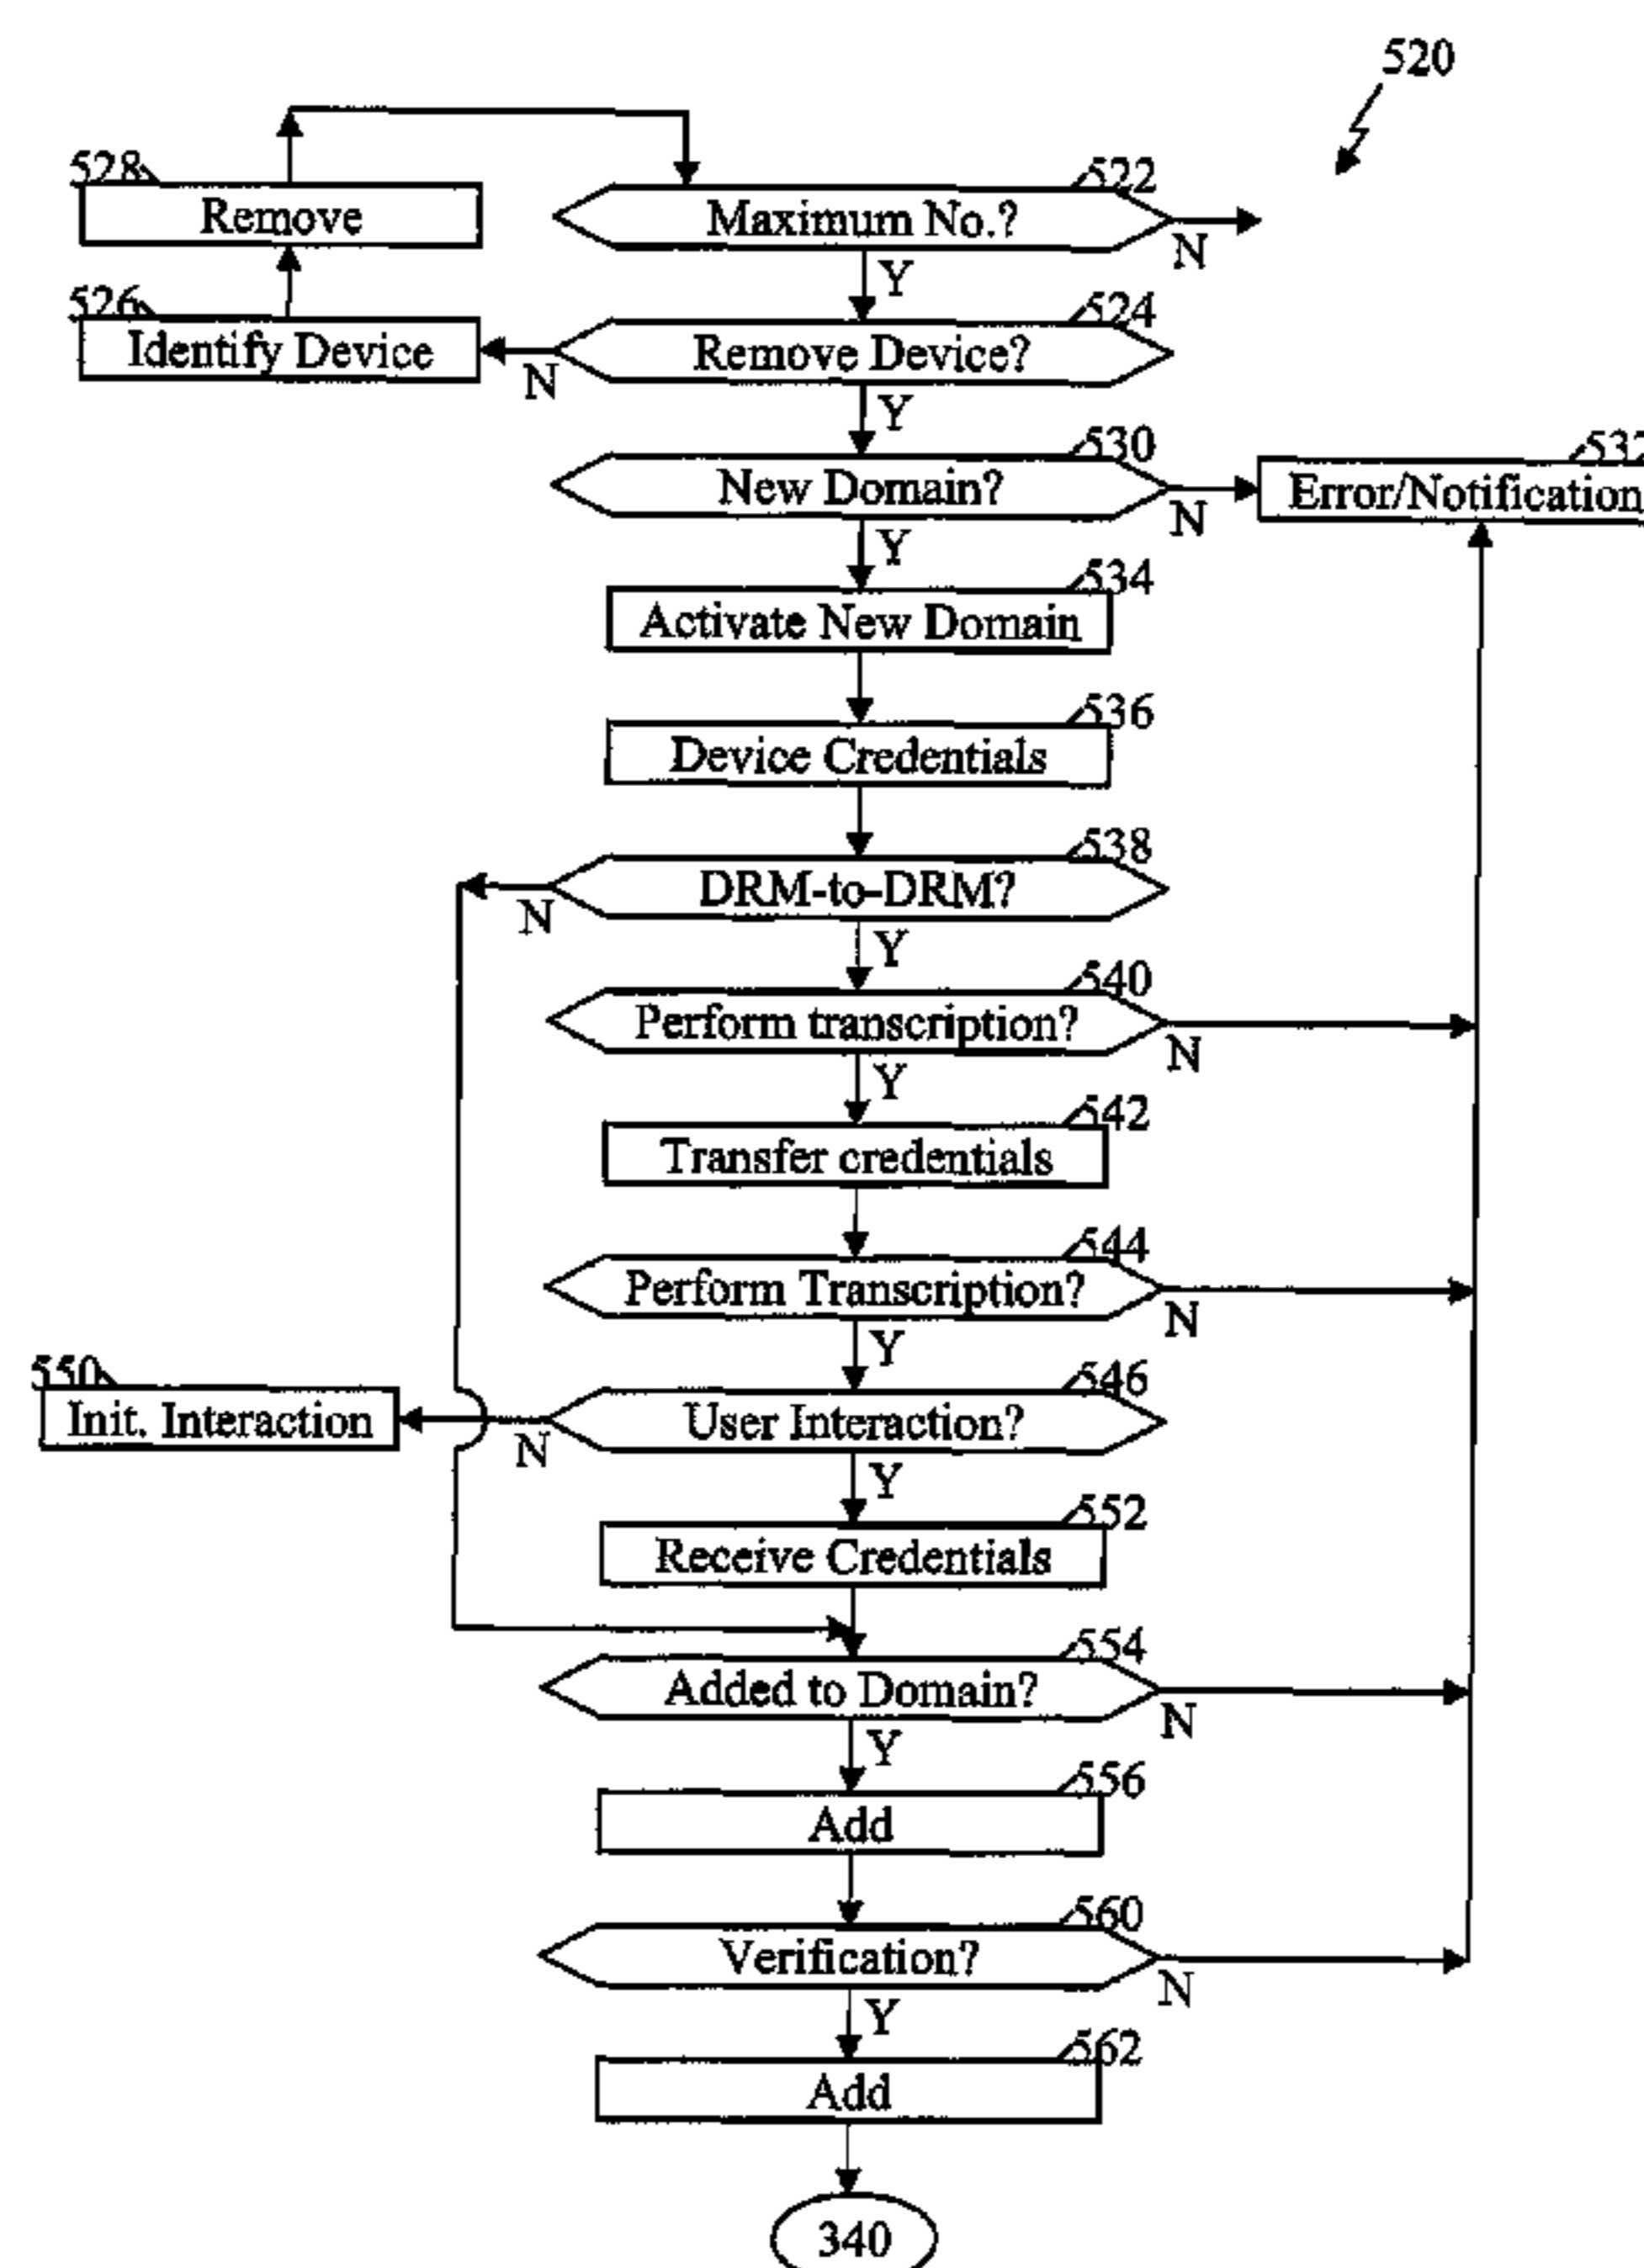 520
528
Remove
522
Maximum No.?
N
Y
526
Identify Device
N
524
Remove Device?
Y
530
New Domain?
N
532
Error/Notification
Y
534
Activate New Domain
536
Device Credentials
538
DRM-to-DRM?
N
Y
540
Perform transcription?
N
Y
542
Transfer credentials
544
Perform Transcription?
N
Y
550
Init. Interaction
N
546
User Interaction?
Y
552
Receive Credentials
554
Added to Domain?
N
Y
556
Add
560
Verification?
N
Y
562
Add
340